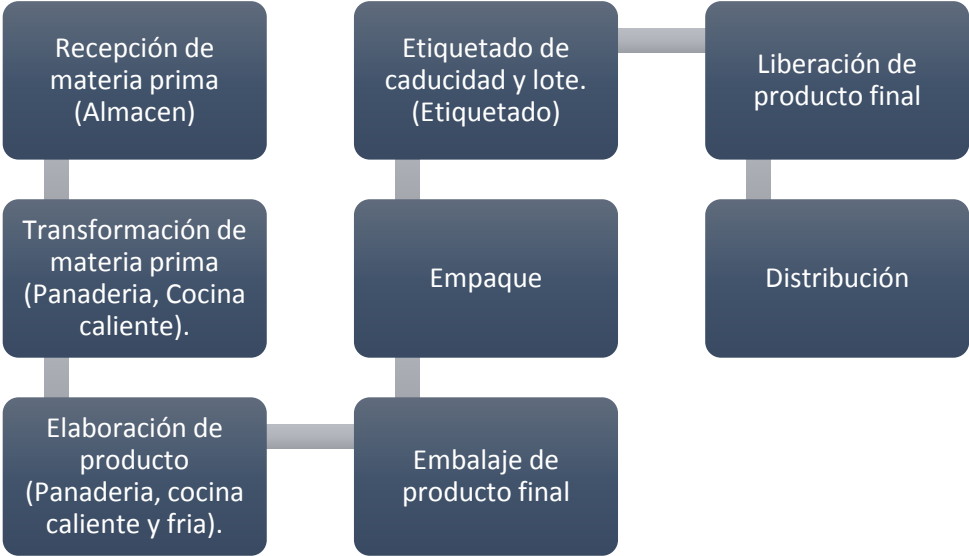 Recepción de
materia prima
(Almacen)
Transformación de
materia prima
(Panaderia, Cocina
caliente).
Elaboración de
producto
(Panaderia, cocina
caliente y fria).
Embalaje de
producto final
Empaque
Etiquetado de
caducidad y lote.
(Etiquetado)
Liberación de
producto final
Distribución